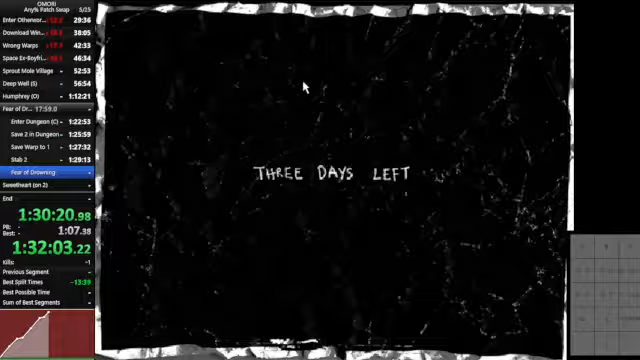 OMORI
Any% Patch Swap 5/25
Enter Otherwor... 29:36
Download Win... 38:05
Wrong Warps 42:33
Space Ex-Boyfri... 46:34
Sprout Mole Village - 52:53
Deep Well (S) - 56:54
Humphrey (O) - 1:12:21
Fear of Dr... 17:59.0
Enter Dungeon (C) - 1:22:53
Save 2 in Dungeon - 1:25:59
Save Warp to 1 - 1:27:32
Stab 2 - 1:29:13
Fear of Drowning -
Sweetheart (on 2) -
End -
1:30:20.98
PB: -
Best: 1:07.38
1:32:03.22
Kills: -1
Previous Segment -
Best Split Times -13:39
Best Possible Time -
Sum of Best Segments -
THREE DAYS LEFT